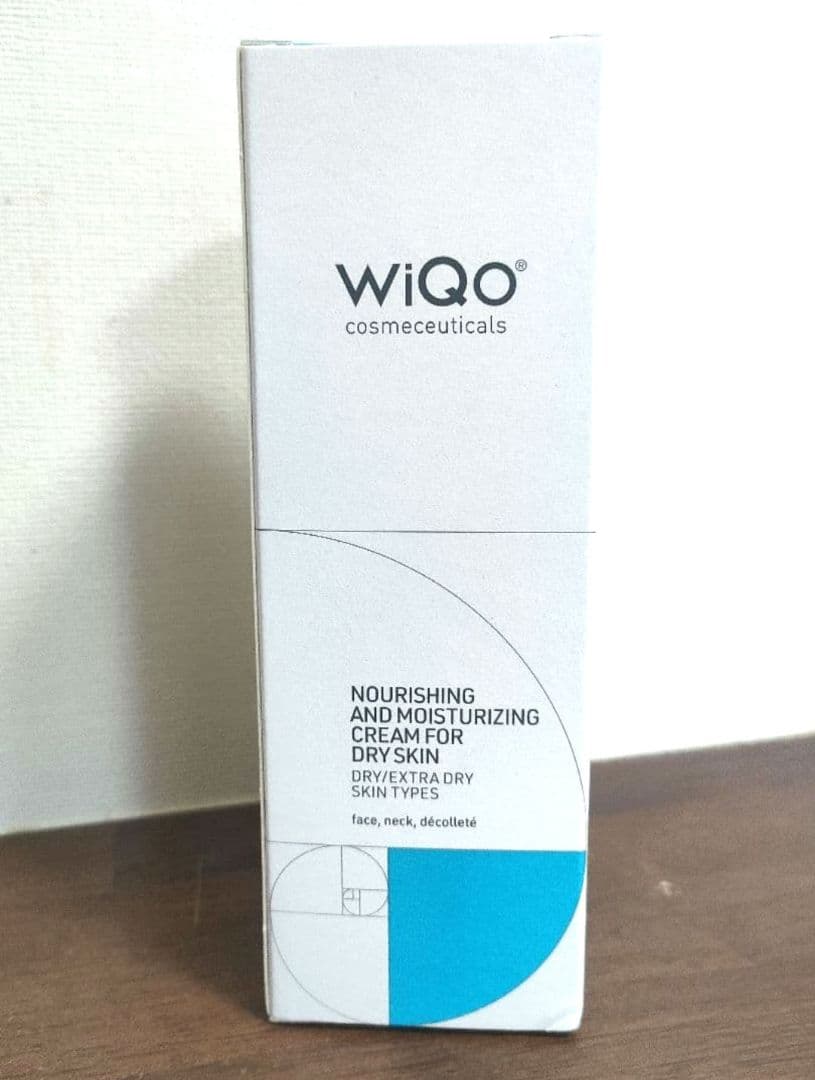 WiQo®
cosmeceuticals
NOURISHING
AND MOISTURIZING
CREAM FOR
DRY SKIN
DRY/EXTRA DRY
SKIN TYPES
face, neck, décolleté